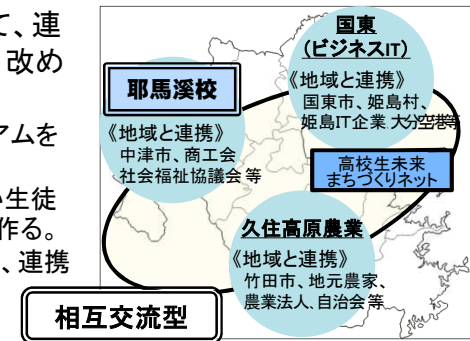 て、連
改め
アムを
生徒
作る。
、連携
国東
(ビジネスIT)
《地域と連携》
国東市、姫島村、
姫島IT企業、大分空港等
耶馬溪校
《地域と連携》
中津市、商工会
社会福祉協議会 等
高校生未来
まちづくりネット
久住高原農業
《地域と連携》
竹田市、地元農家、
農業法人、自治会 等
相互交流型